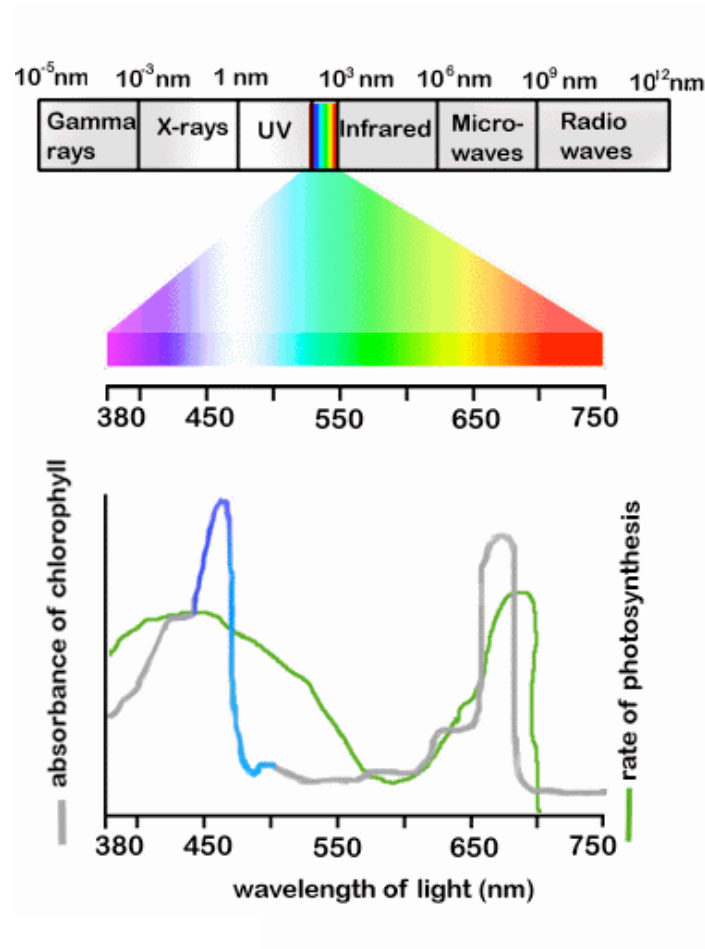 10⁻⁵nm 10⁻³nm 1 nm 10³ nm 10⁶ nm 10⁹ nm 10¹²nm
Gamma
rays
X-rays
UV
Infrared
Micro-
waves
Radio
waves
380 450 550 650 750
absorbance of chlorophyll
rate of photosynthesis
380 450 550 650 750
wavelength of light (nm)